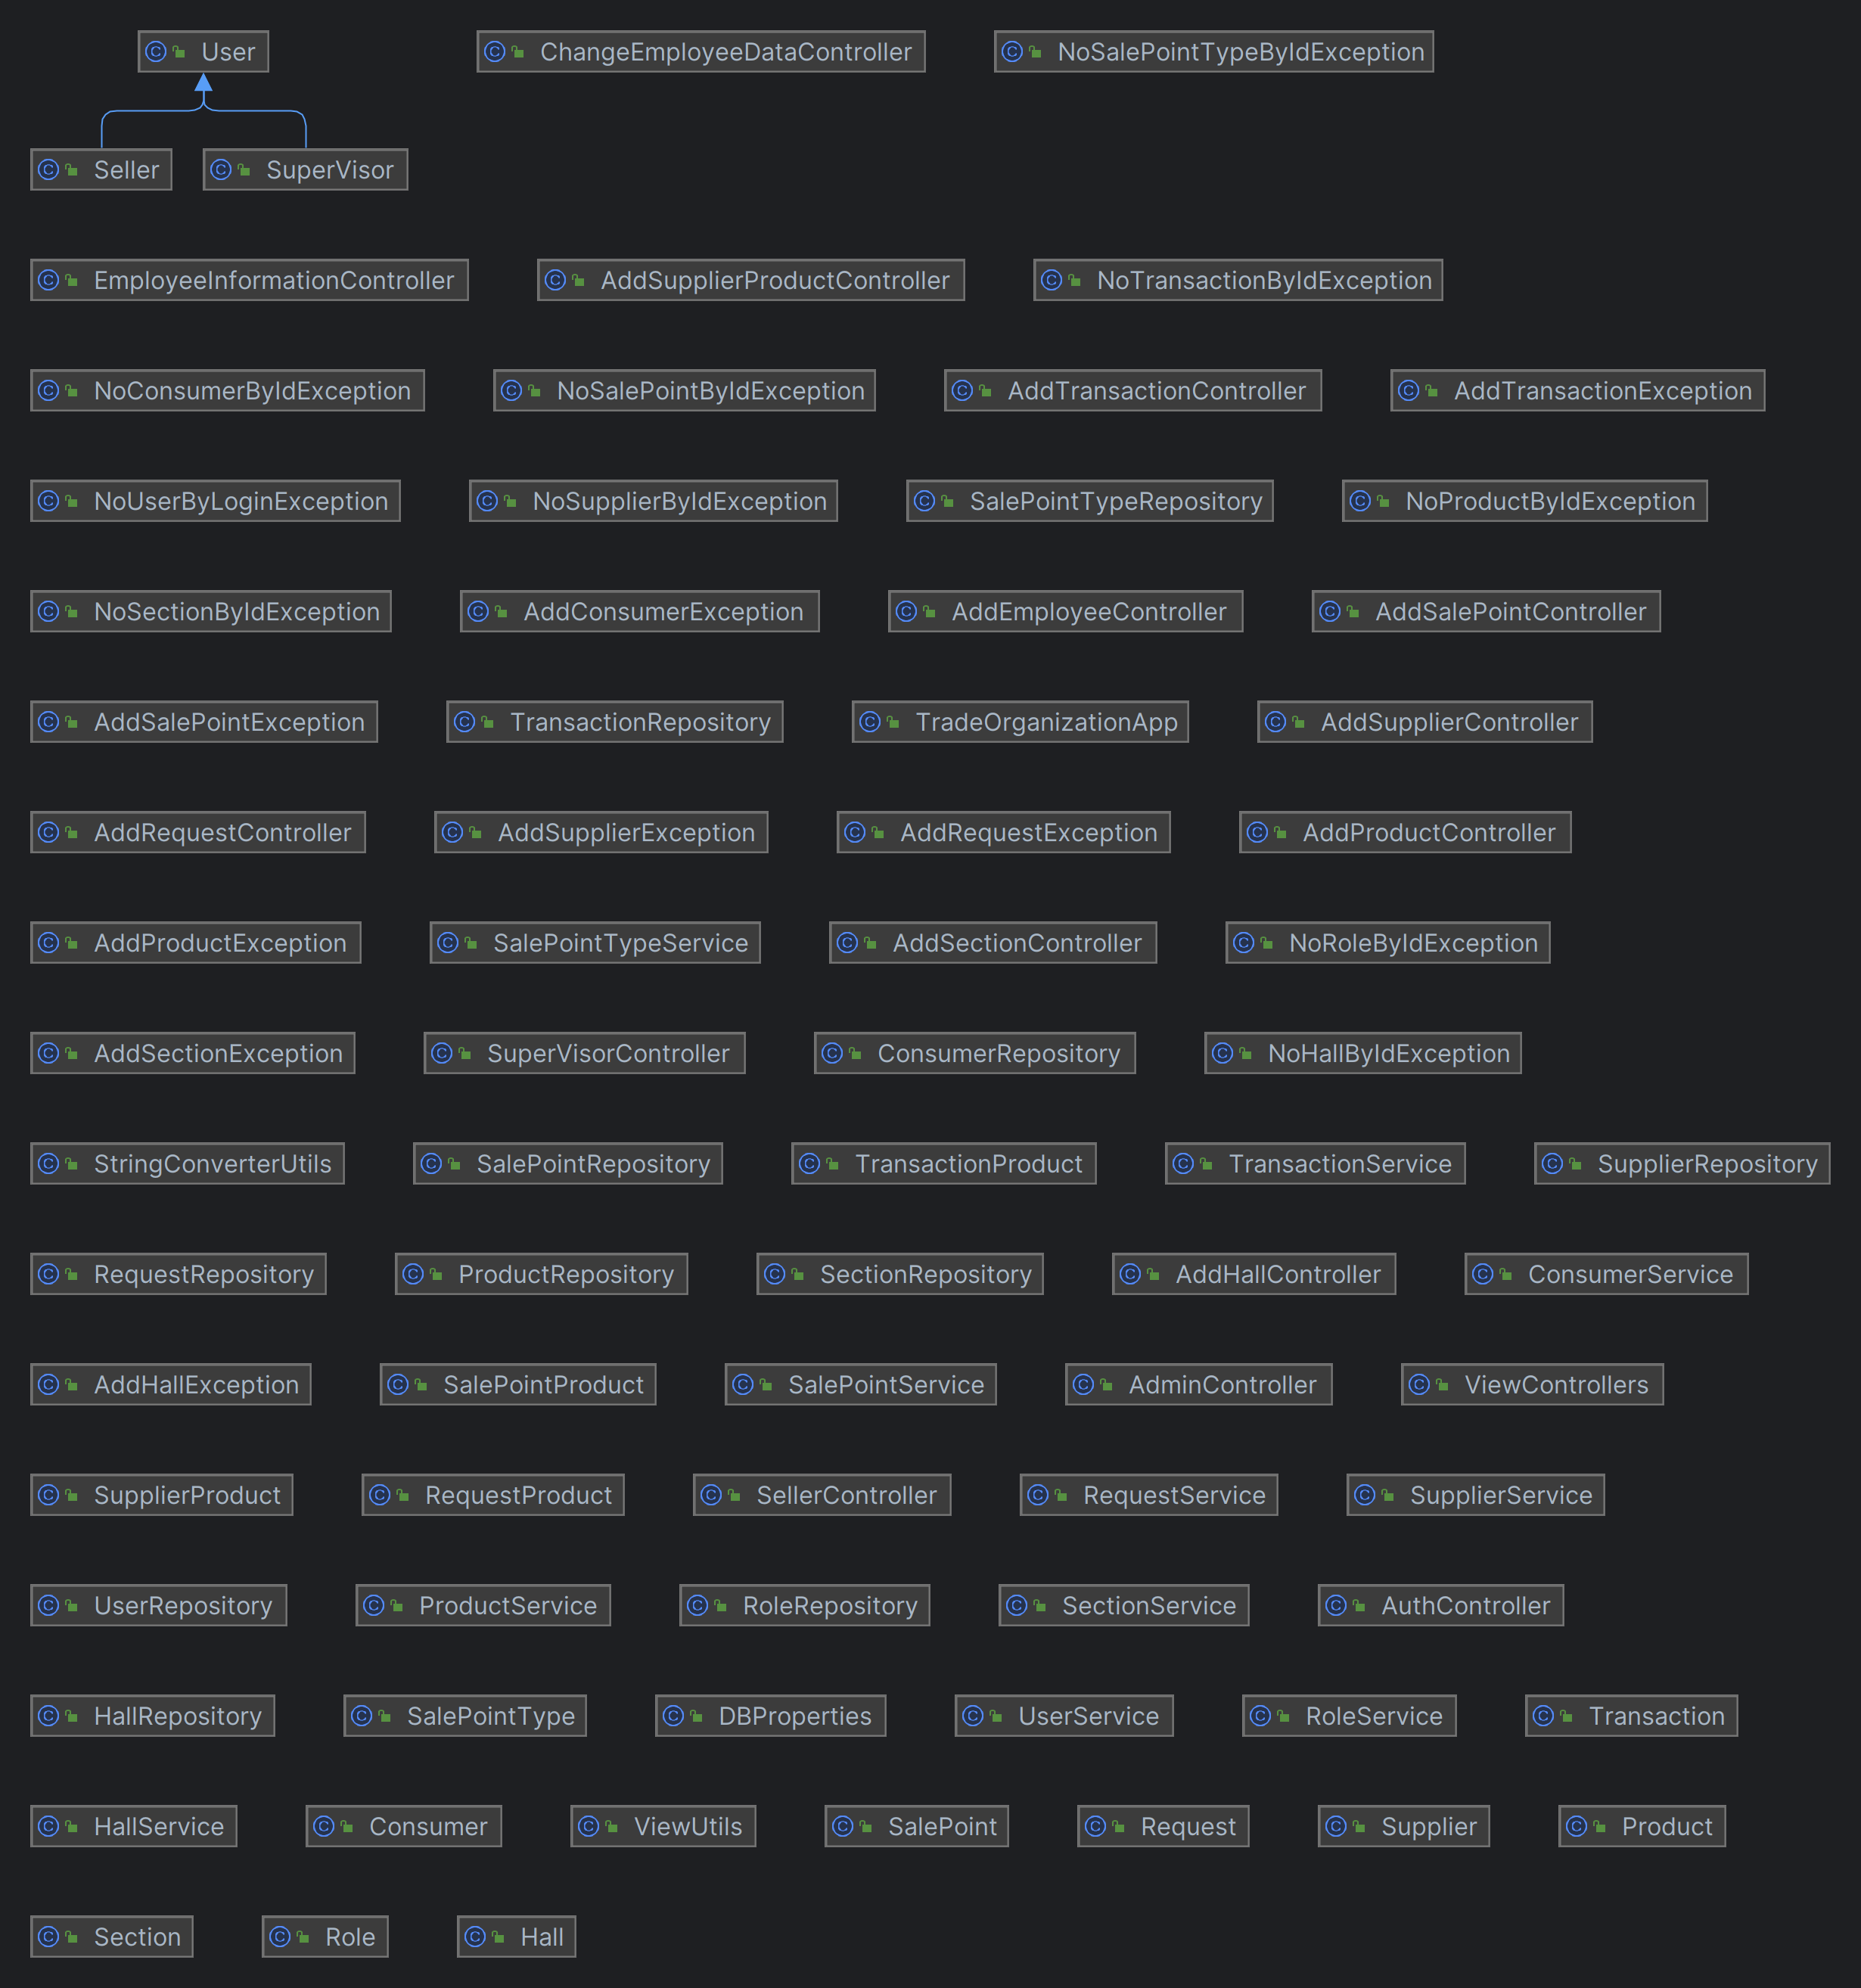 User ChangeEmployeeDataController NoSalePointTypeByIdException
Seller SuperVisor
EmployeeInformationController AddSupplierProductController NoTransactionByIdException
NoConsumerByIdException NoSalePointByIdException AddTransactionController AddTransactionException
NoUserByLoginException NoSupplierByIdException SalePointTypeRepository NoProductByIdException
NoSectionByIdException AddConsumerException AddEmployeeController AddSalePointController
AddSalePointException TransactionRepository TradeOrganizationApp AddSupplierController
AddRequestController AddSupplierException AddRequestException AddProductController
AddProductException SalePointTypeService AddSectionController NoRoleByIdException
AddSectionException SuperVisorController ConsumerRepository NoHallByIdException
StringConverterUtils SalePointRepository TransactionProduct TransactionService SupplierRepository
RequestRepository ProductRepository SectionRepository AddHallController ConsumerService
AddHallException SalePointProduct SalePointService AdminController ViewControllers
SupplierProduct RequestProduct SellerController RequestService SupplierService
UserRepository ProductService RoleRepository SectionService AuthController
HallRepository SalePointType DBProperties UserService RoleService Transaction
HallService Consumer ViewUtils SalePoint Request Supplier Product
Section Role Hall